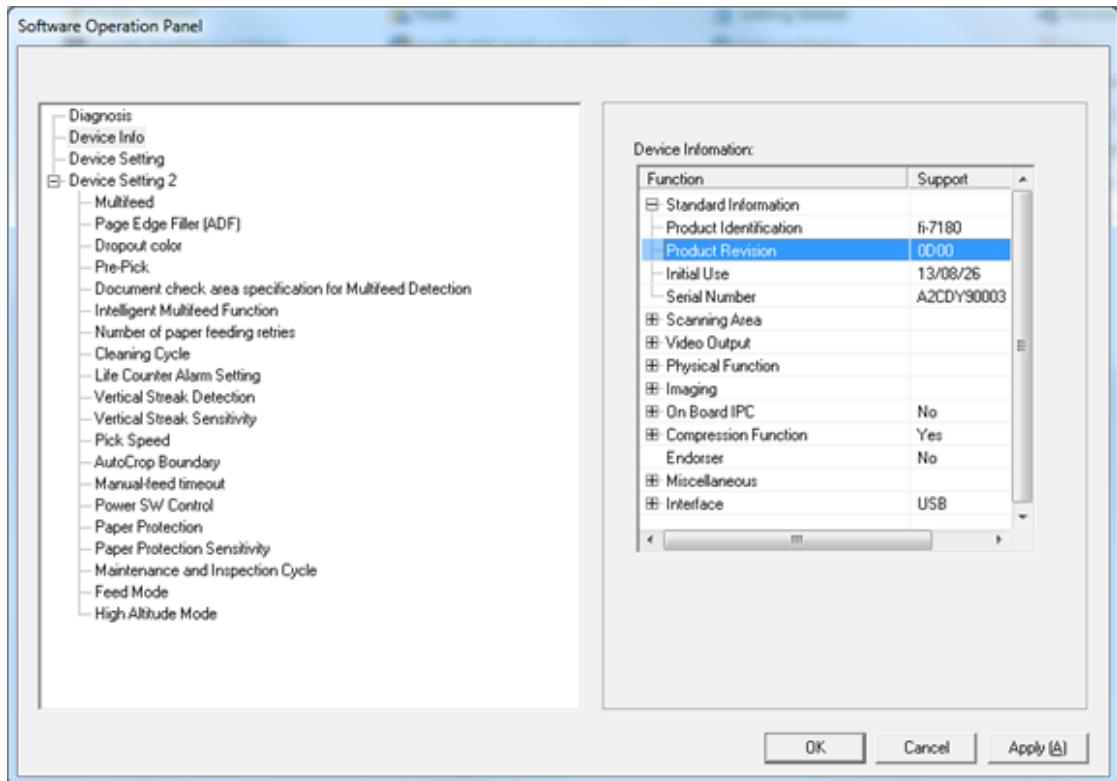 Software Operation Panel
Diagnosis
Device Info
Device Setting
Device Setting 2
Multifeed
Page Edge Filler (ADF)
Dropout color
Pre-Pick
Document check area specification for Multifeed Detection
Intelligent Multifeed Function
Number of paper feeding retries
Cleaning Cycle
Life Counter Alarm Setting
Vertical Streak Detection
Vertical Streak Sensitivity
Pick Speed
AutoCrop Boundary
Manual-feed timeout
Power SW Control
Paper Protection
Paper Protection Sensitivity
Maintenance and Inspection Cycle
Feed Mode
High Altitude Mode
Device Infomation:
Function Support
Standard Information
Product Identification fi-7180
Product Revision 0D00
Initial Use 13/08/26
Serial Number A2CDY90003
Scanning Area
Video Output
Physical Function
Imaging
On Board IPC No
Compression Function Yes
Endorser No
Miscellaneous
Interface USB
OK Cancel Apply (A)